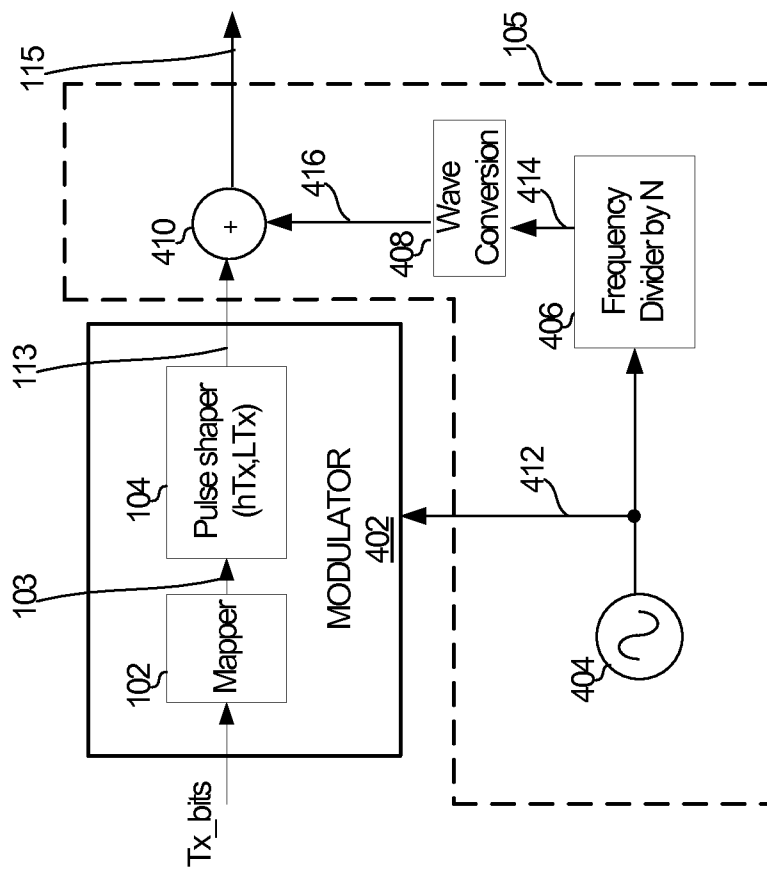 Tx_bits
102
Mapper
103
104
Pulse shaper
(hTx,LTx)
113
MODULATOR
402
410
+
115
416
408
Wave
Conversion
414
105
406
Frequency
Divider by N
412
404